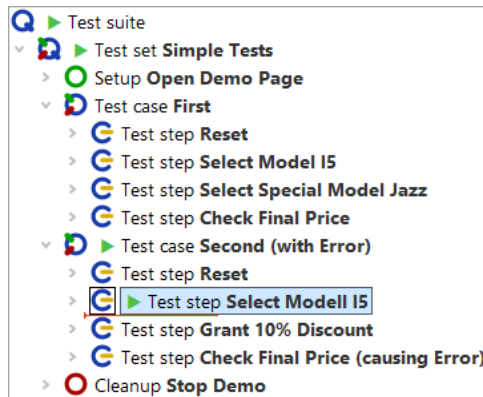 Test suite
Test set Simple Tests
Setup Open Demo Page
Test case First
Test step Reset
Test step Select Model I5
Test step Select Special Model Jazz
Test step Check Final Price
Test case Second (with Error)
Test step Reset
Test step Select Modell I5
Test step Grant 10% Discount
Test step Check Final Price (causing Error)
Cleanup Stop Demo